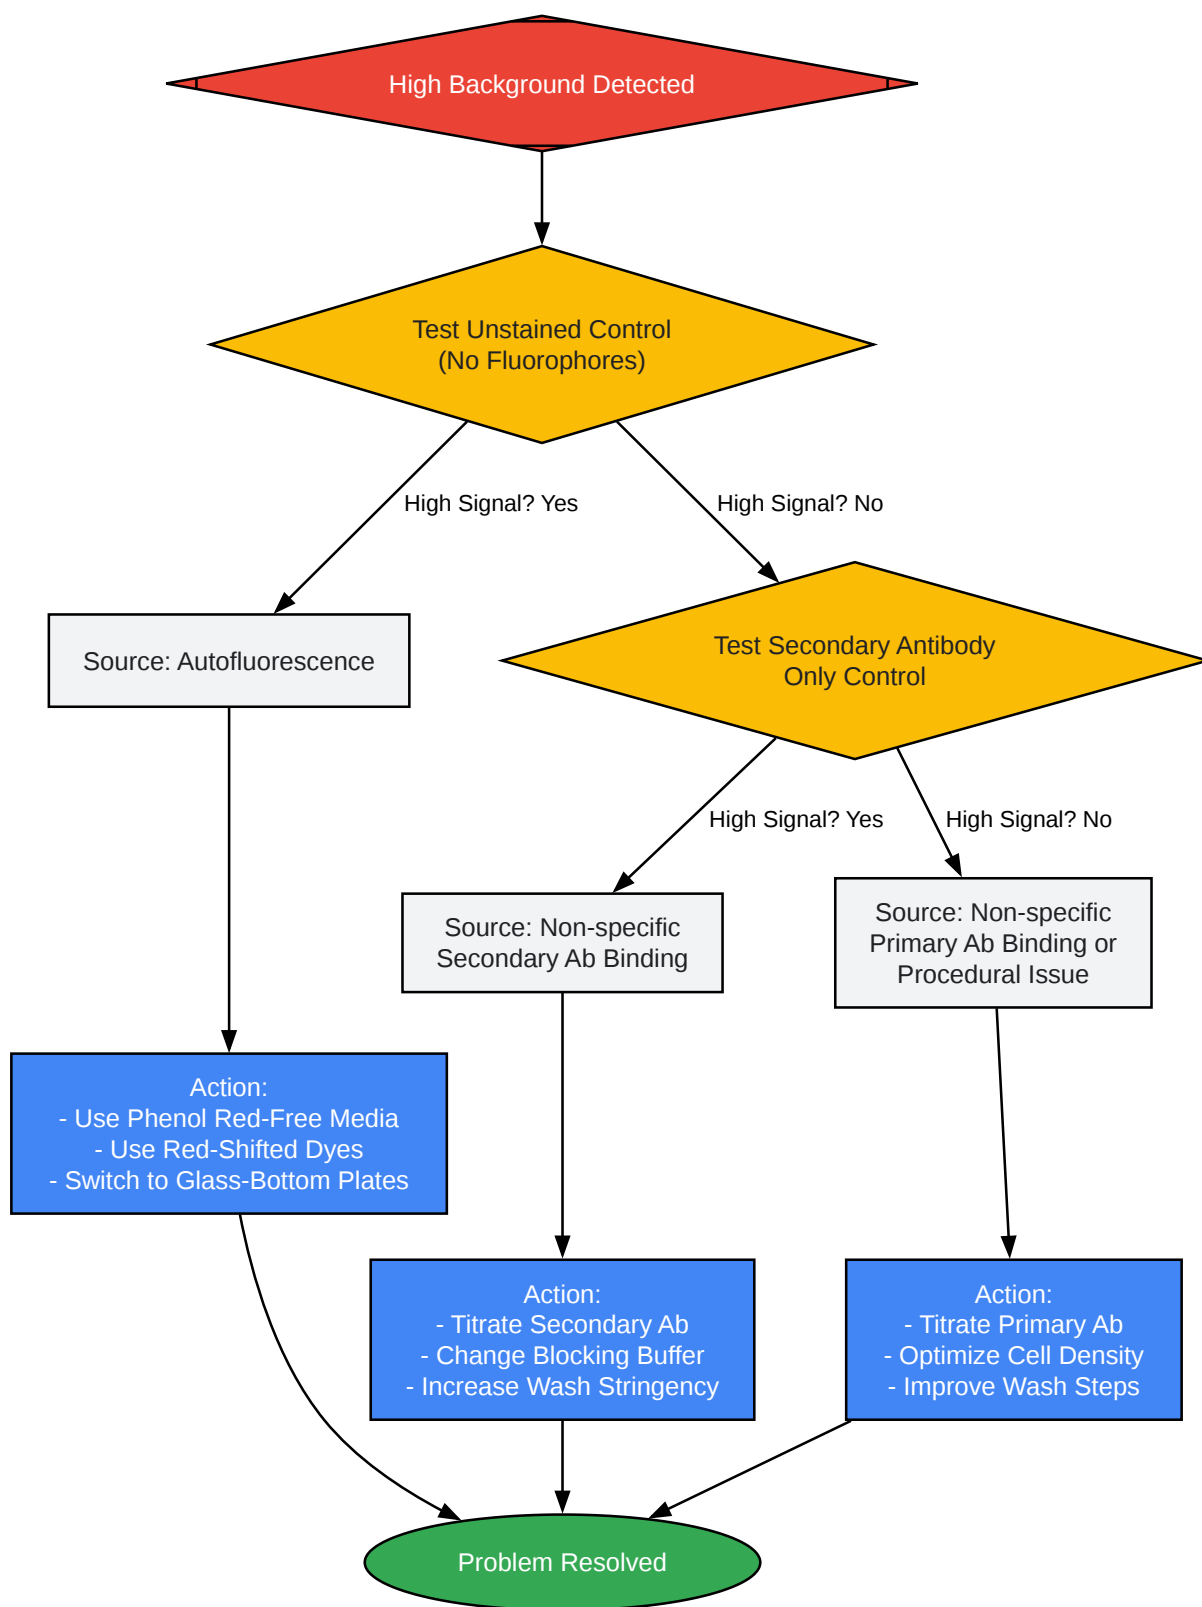 High Background Detected
Test Unstained Control
(No Fluorophores)
High Signal? Yes
High Signal? No
Source: Autofluorescence
Test Secondary Antibody
Only Control
High Signal? Yes
High Signal? No
Source: Non-specific
Secondary Ab Binding
Source: Non-specific
Primary Ab Binding or
Procedural Issue
Action:
- Use Phenol Red-Free Media
- Use Red-Shifted Dyes
- Switch to Glass-Bottom Plates
Action:
- Titrate Secondary Ab
- Change Blocking Buffer
- Increase Wash Stringency
Action:
- Titrate Primary Ab
- Optimize Cell Density
- Improve Wash Steps
Problem Resolved